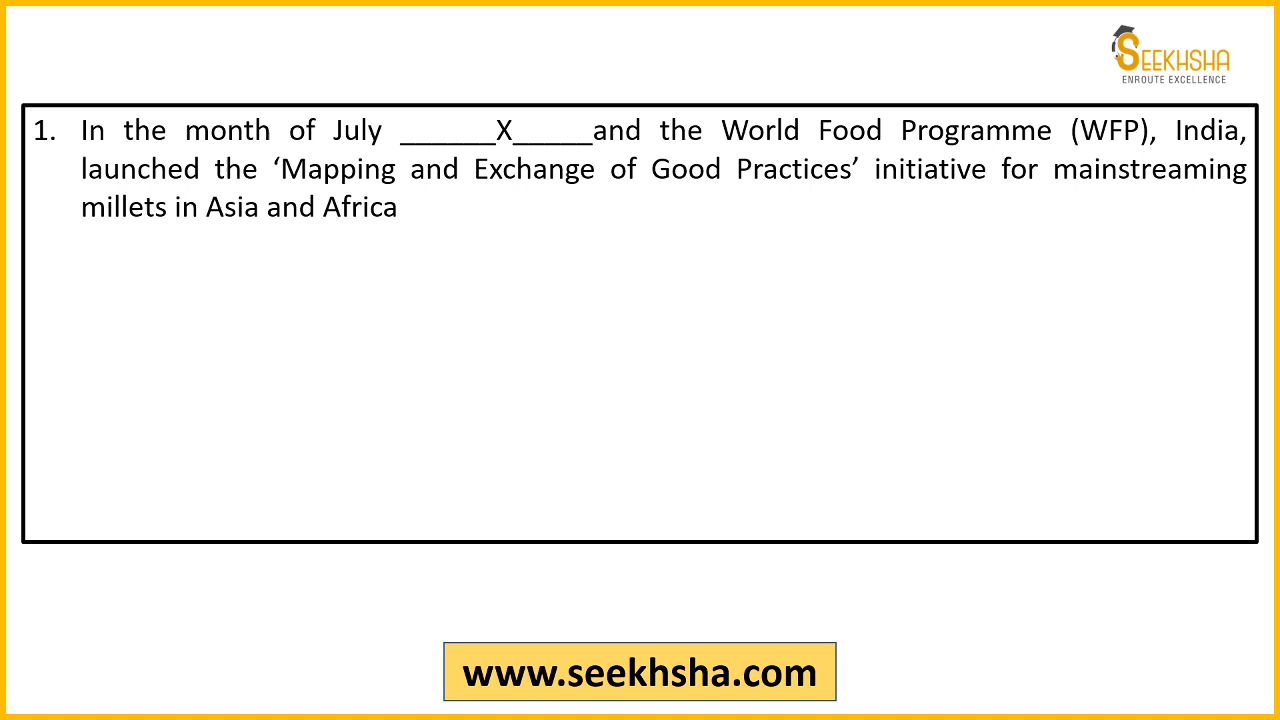 SEEKHSHA
ENROUTE EXCELLENCE
1. In the month of July ______X_____and the World Food Programme (WFP), India,
launched the ‘Mapping and Exchange of Good Practices’ initiative for mainstreaming
millets in Asia and Africa
www.seekhsha.com